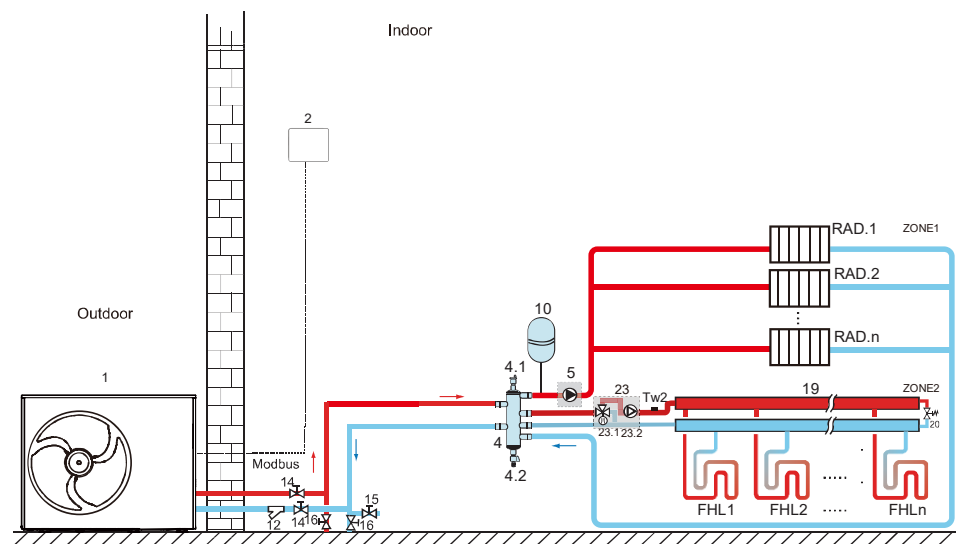 Indoor
2
RAD.1
ZONE1
RAD.2
10
Outdoor
RAD.n
4.1
5
1
23
Tw2
19
ZONE2
20
23.1
23.2
4
Modbus
4.2
14
15
12
14
16
16
FHL1
FHL2
FHLn